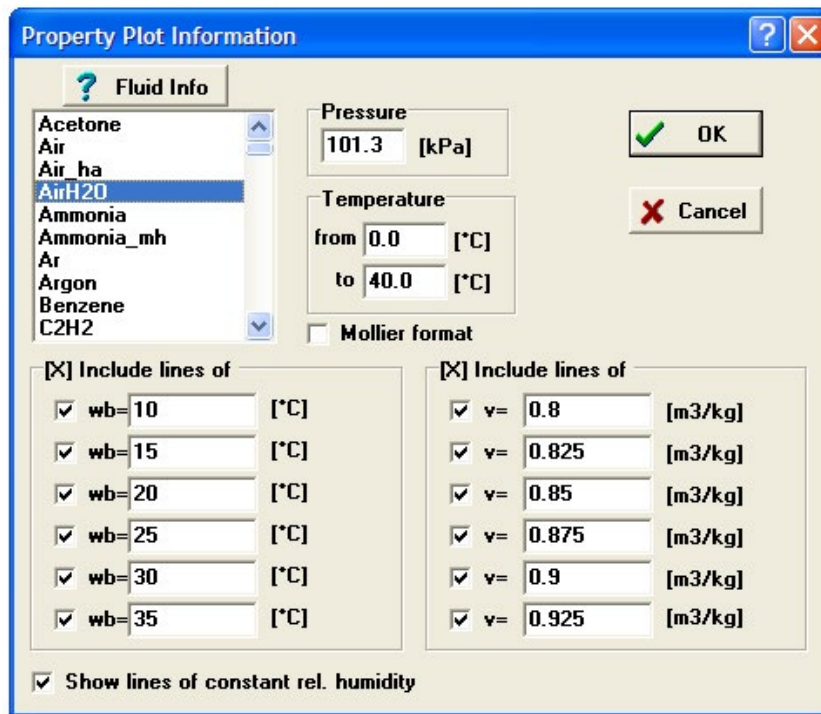 Property Plot Information
? Fluid Info
Acetone
Air
Air_ha
AirH2O
Ammonia
Ammonia_mh
Ar
Argon
Benzene
C2H2
Pressure
101.3 [kPa]
Temperature
from 0.0 [°C]
to 40.0 [°C]
Mollier format
OK
Cancel
[X] Include lines of
wb= 10 [°C]
wb= 15 [°C]
wb= 20 [°C]
wb= 25 [°C]
wb= 30 [°C]
wb= 35 [°C]
[X] Include lines of
v= 0.8 [m3/kg]
v= 0.825 [m3/kg]
v= 0.85 [m3/kg]
v= 0.875 [m3/kg]
v= 0.9 [m3/kg]
v= 0.925 [m3/kg]
Show lines of constant rel. humidity